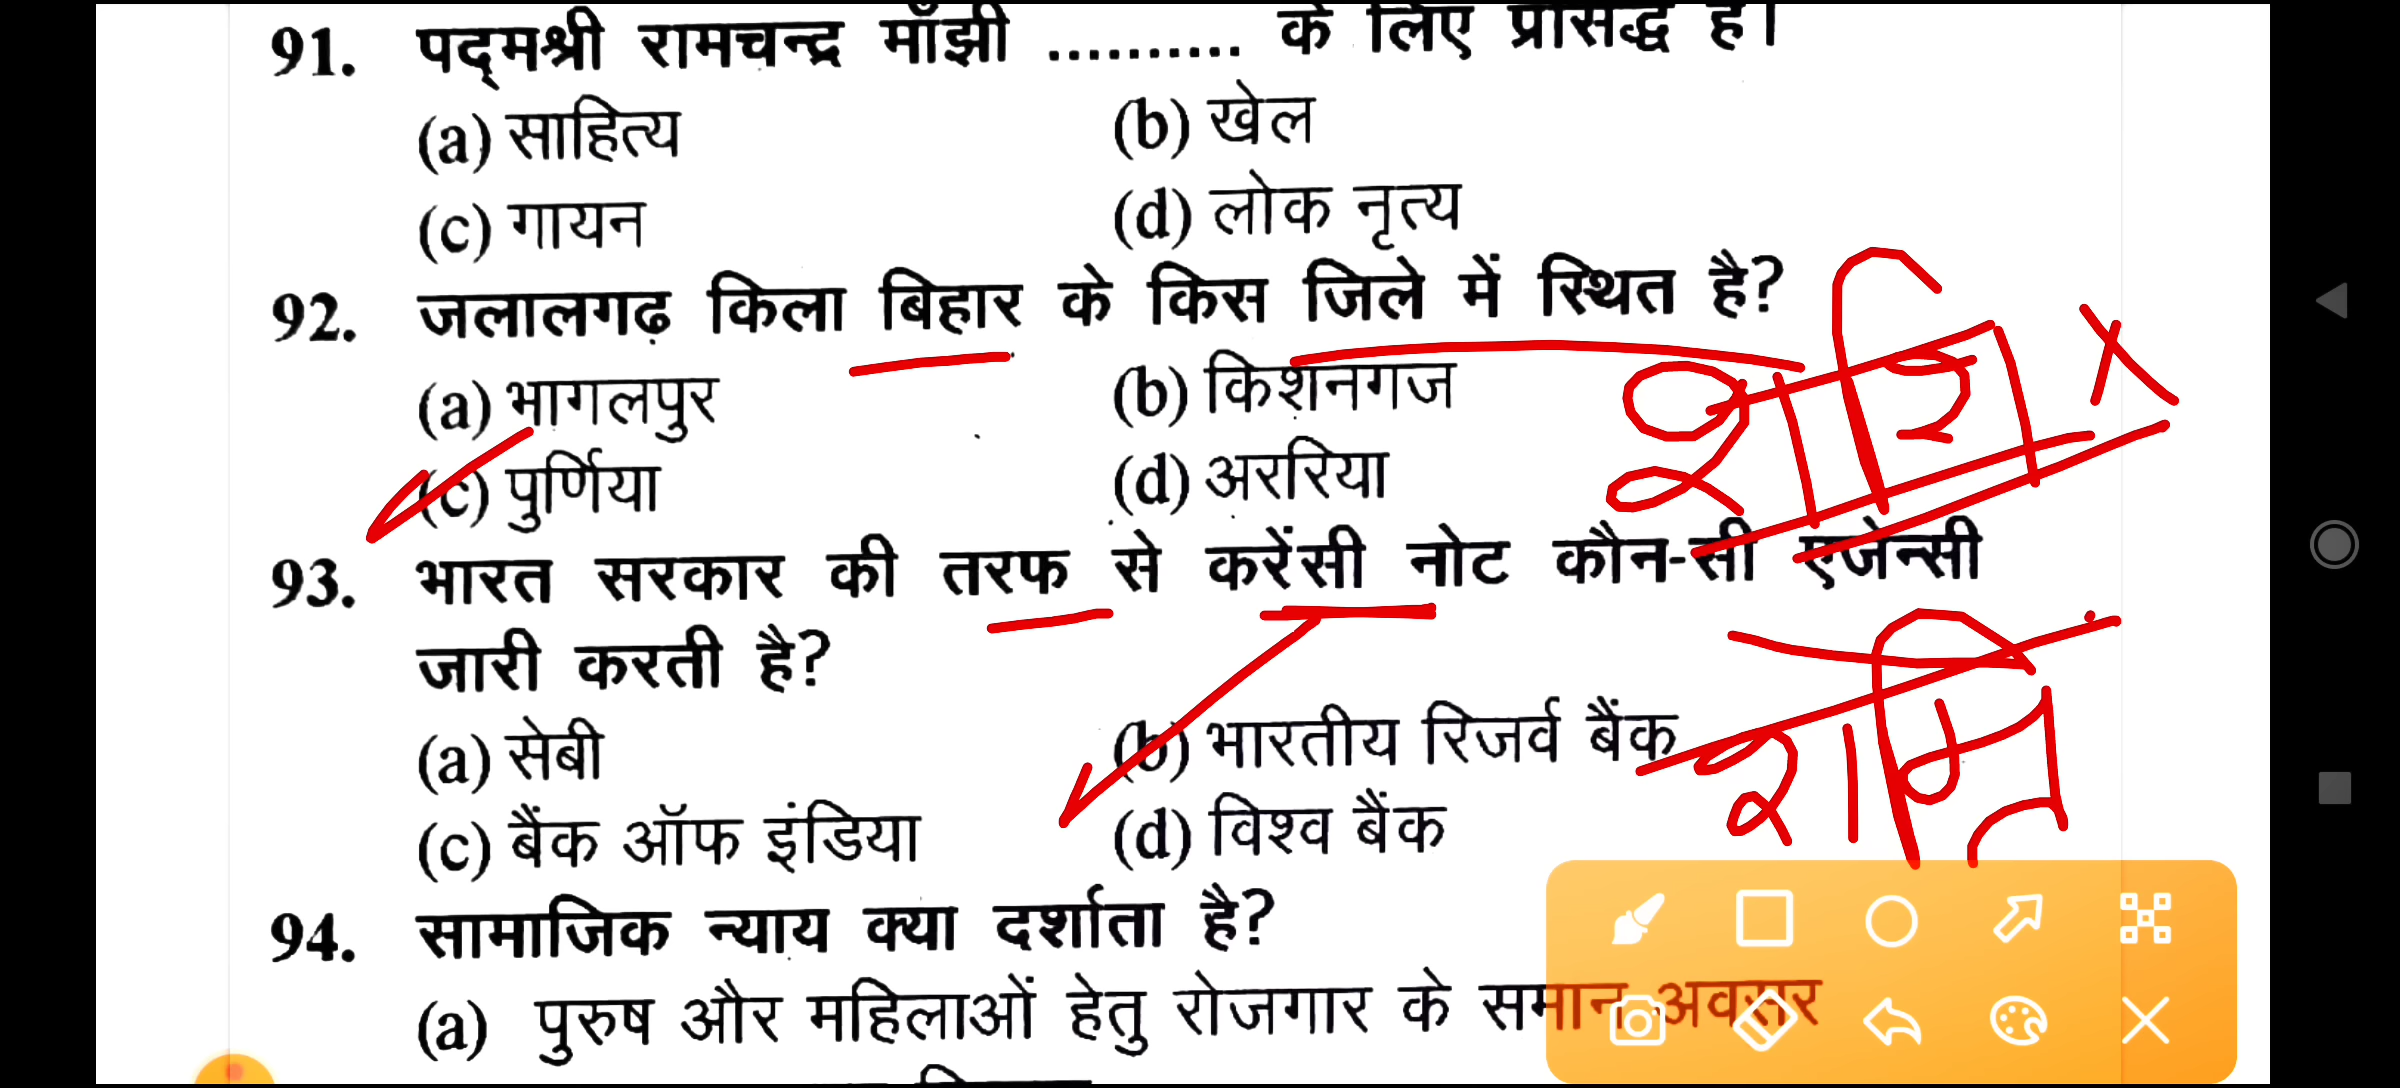 91. पद्मश्री रामचन्द्र माँझी .......... के लिए प्रसिद्ध हैं।
(a) साहित्य (b) खेल
(c) गायन (d) लोक नृत्य
92. जलालगढ़ किला बिहार के किस जिले में स्थित है?
(a) भागलपुर (b) किशनगज
(c) पुर्णिया (d) अररिया
93. भारत सरकार की तरफ से करेंसी नोट कौन-सी एजेन्सी
जारी करती है?
(a) सेबी (b) भारतीय रिजर्व बैंक
(c) बैंक ऑफ इंडिया (d) विश्व बैंक
94. सामाजिक न्याय क्या दर्शाता है?
(a) पुरुष और महिलाओं हेतु रोजगार के समान अवसर